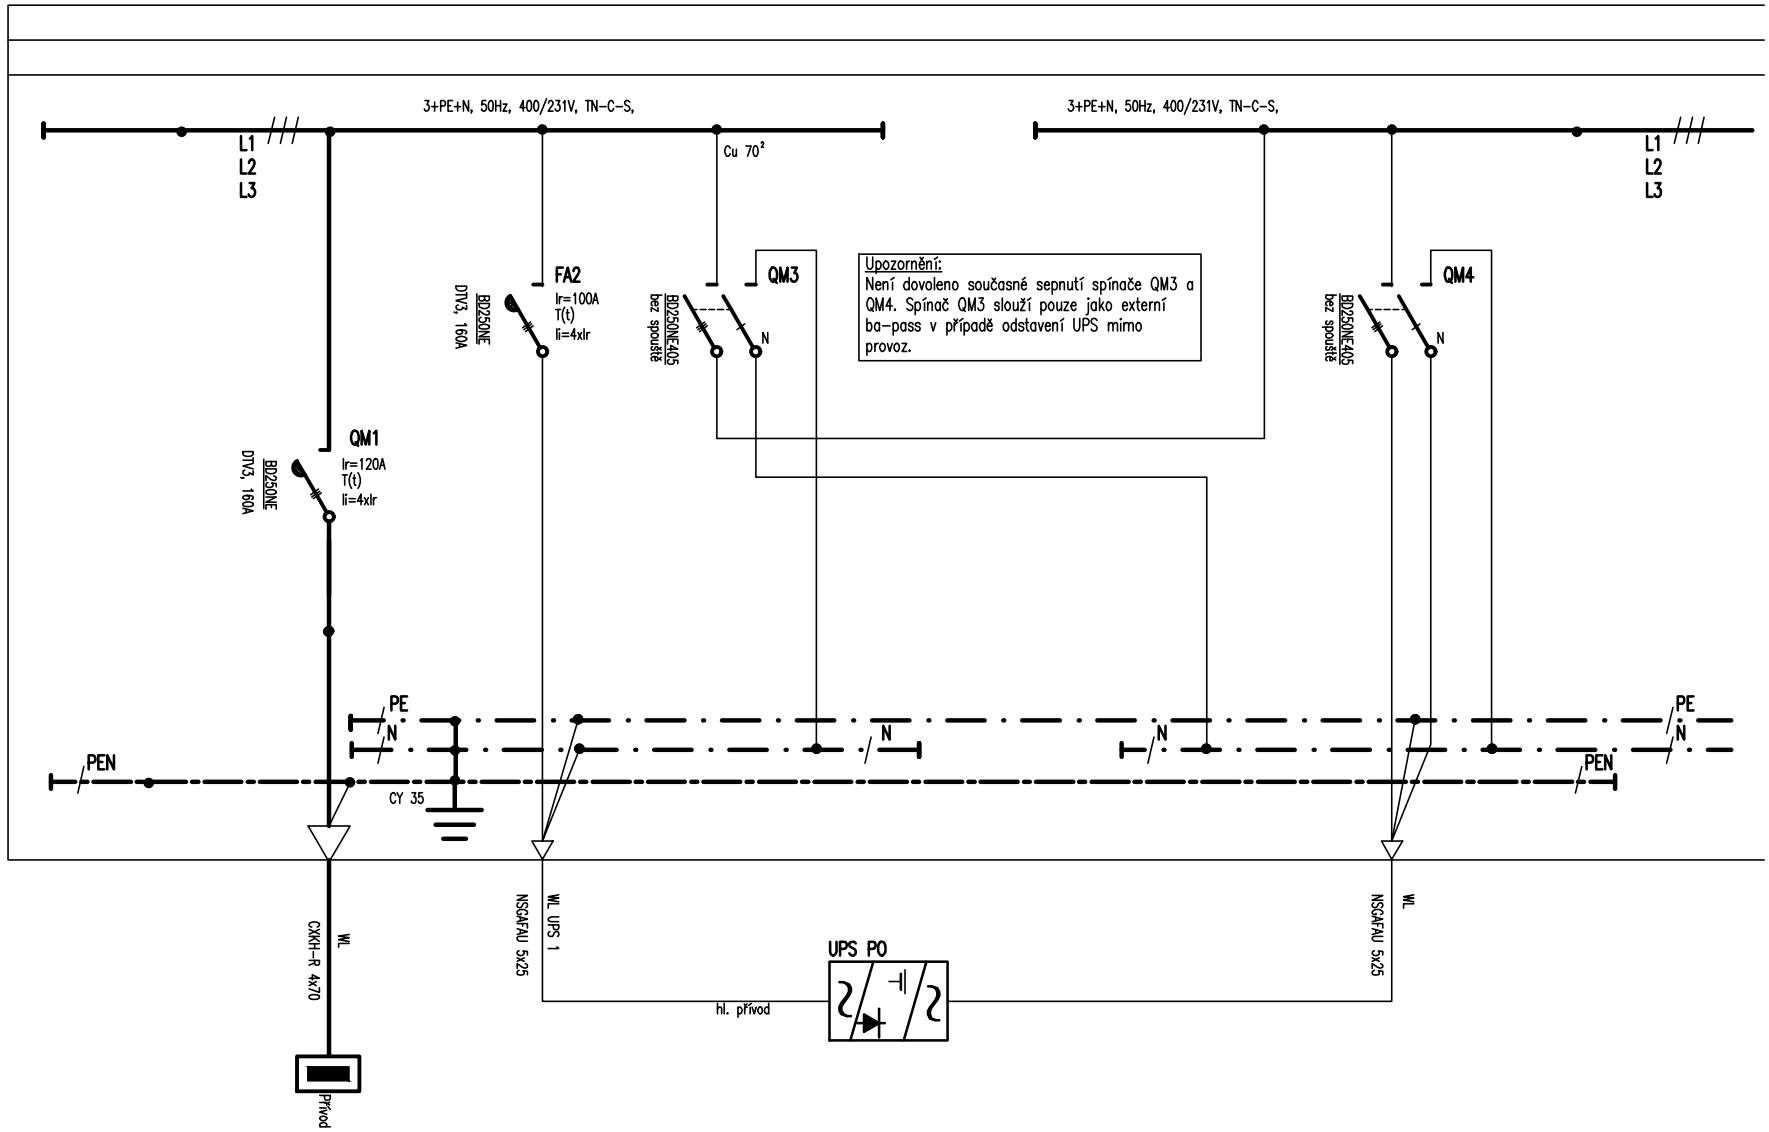 3+PE+N, 50Hz, 400/231V, TN-C-S,
3+PE+N, 50Hz, 400/231V, TN-C-S,
L1
L2
L3
Cu 70²
L1
L2
L3
FA2
Ir=100A
T(t)
Ii=4xIr
BD250NE
DTV3, 160A
QM3
BD250NE405
bez spouště
N
Upozornění:
Není dovoleno současné sepnutí spínače QM3 a
QM4. Spínač QM3 slouží pouze jako externí
ba-pass v případě odstavení UPS mimo
provoz.
QM4
BD250NE405
bez spouště
N
QM1
Ir=120A
T(t)
Ii=4xIr
BD250NE
DTV3, 160A
PE
N
N
N
PE
N
PEN
PEN
CY 35
WL
CXKH-R 4x70
WL UPS 1
NSGAFAU 5x25
WL
NSGAFAU 5x25
UPS PO
hl. přívod
Přívod